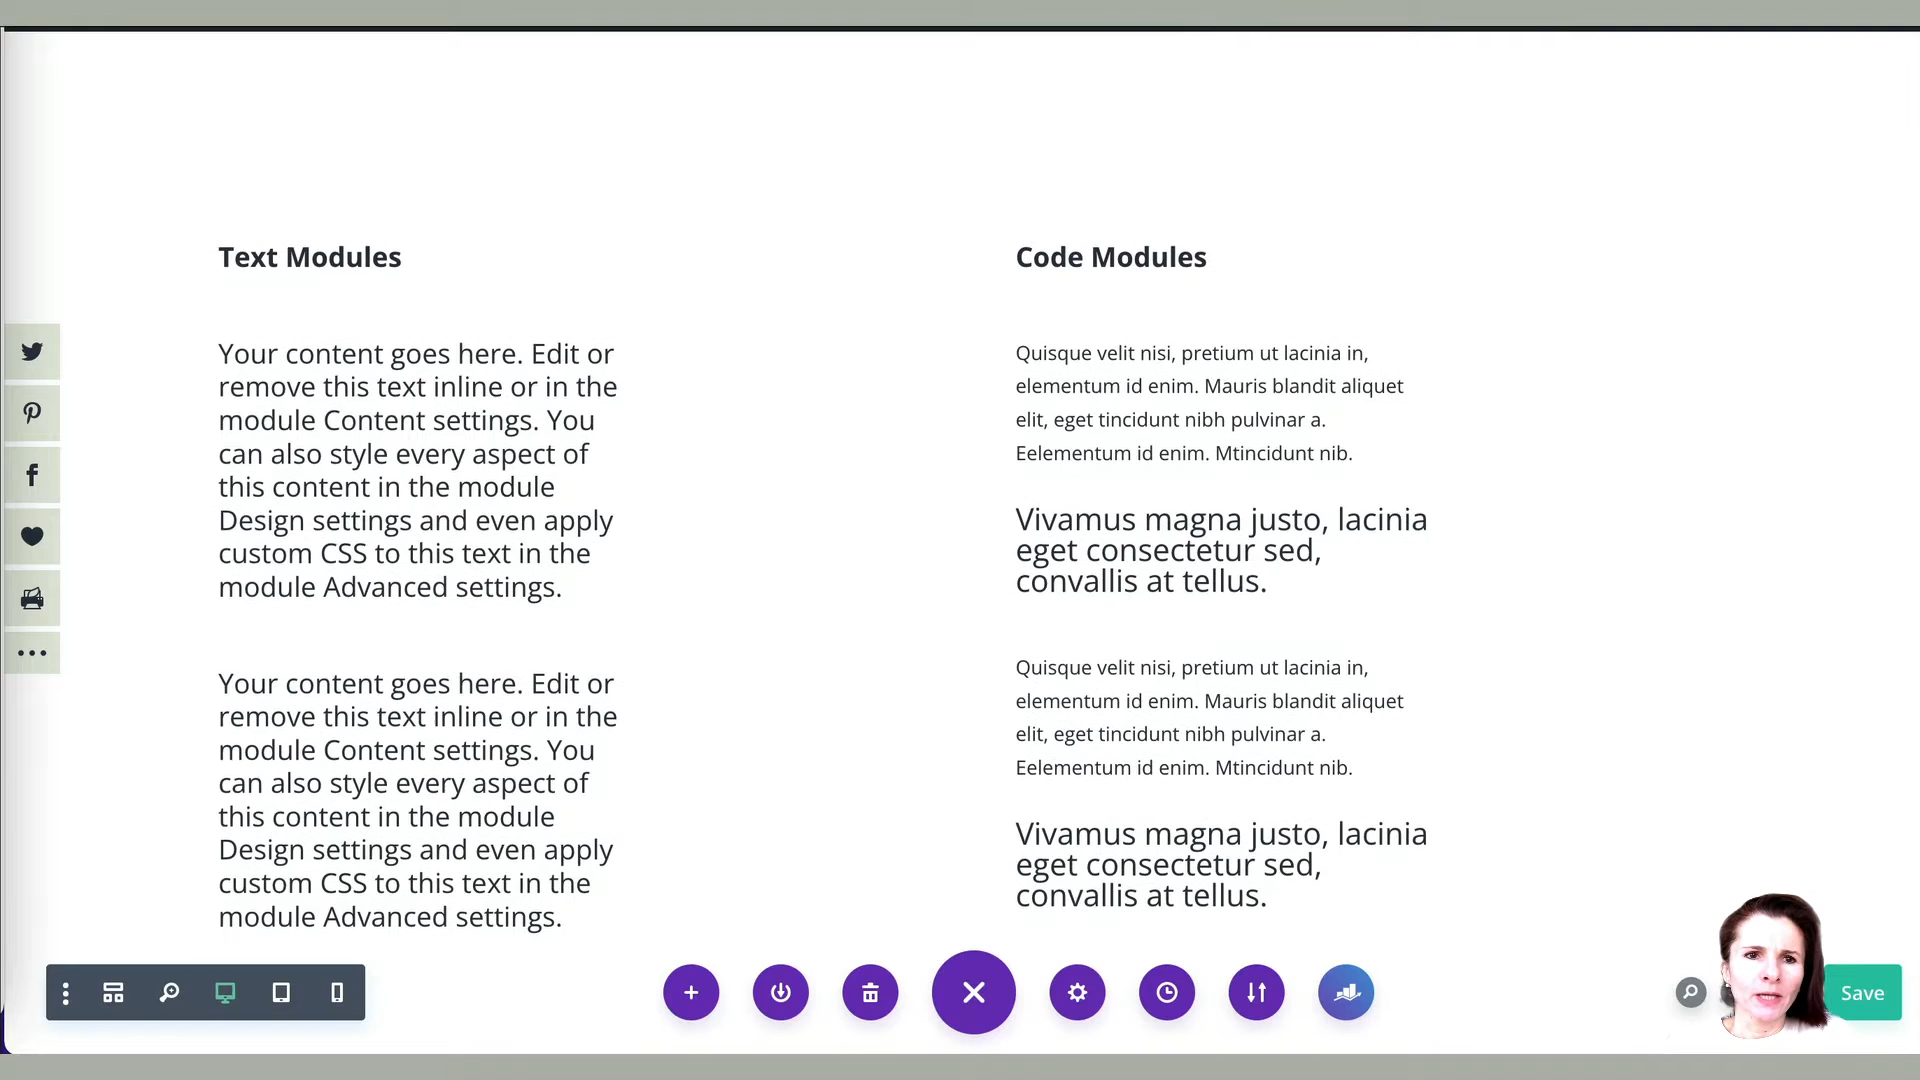 Text Modules
Your content goes here. Edit or
remove this text inline or in the
module Content settings. You
can also style every aspect of
this content in the module
Design settings and even apply
custom CSS to this text in the
module Advanced settings.
Your content goes here. Edit or
remove this text inline or in the
module Content settings. You
can also style every aspect of
this content in the module
Design settings and even apply
custom CSS to this text in the
module Advanced settings.
Code Modules
Quisque velit nisi, pretium ut lacinia in,
elementum id enim. Mauris blandit aliquet
elit, eget tincidunt nibh pulvinar a.
Eelementum id enim. Mtincidunt nib.
Vivamus magna justo, lacinia
eget consectetur sed,
convallis at tellus.
Quisque velit nisi, pretium ut lacinia in,
elementum id enim. Mauris blandit aliquet
elit, eget tincidunt nibh pulvinar a.
Eelementum id enim. Mtincidunt nib.
Vivamus magna justo, lacinia
eget consectetur sed,
convallis at tellus.
Save